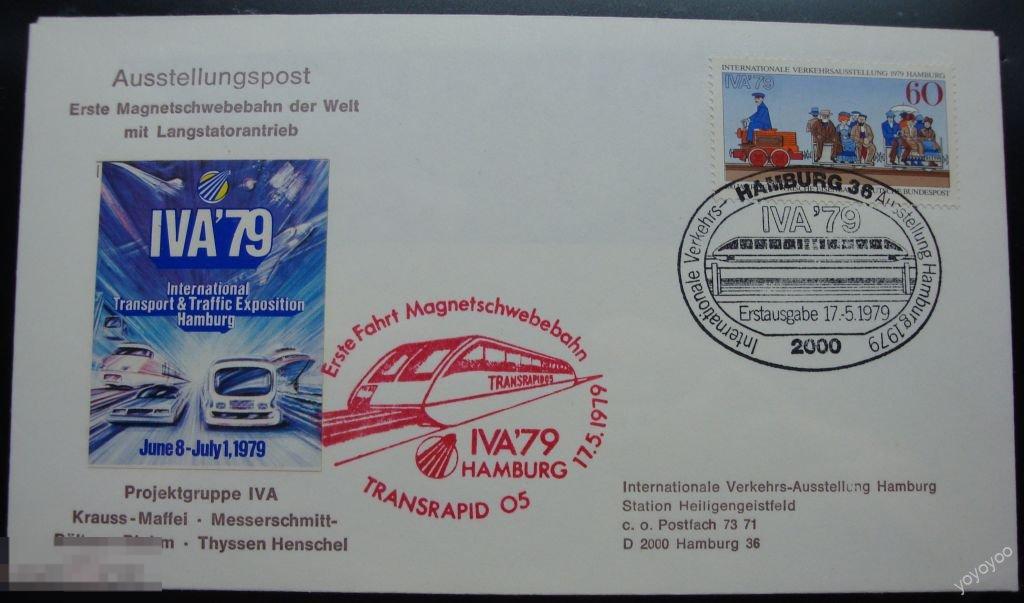 Ausstellungspost
Erste Magnetschwebebahn der Welt
mit Langstatorantrieb
IVA'79
International
Transport & Traffic Exposition
Hamburg
June 8-July 1, 1979
Projektgruppe IVA
Krauss-Maffei · Messerschmitt-
· Thyssen Henschel
INTERNATIONALE VERKEHRSAUSSTELLUNG 1979 HAMBURG
IVA'79
60
DEUTSCHE BUNDESPOST
HAMBURG 36
Internationale Verkehrs-Ausstellung Hamburg 1979
IVA'79
Erstausgabe 17.-5.1979
2000
Erste Fahrt Magnetschwebebahn 17.5.1979
TRANSRAPID 05
IVA'79
HAMBURG
TRANSRAPID 05
Internationale Verkehrs-Ausstellung Hamburg
Station Heiligengeistfeld
c. o. Postfach 73 71
D 2000 Hamburg 36
yoyoyoo